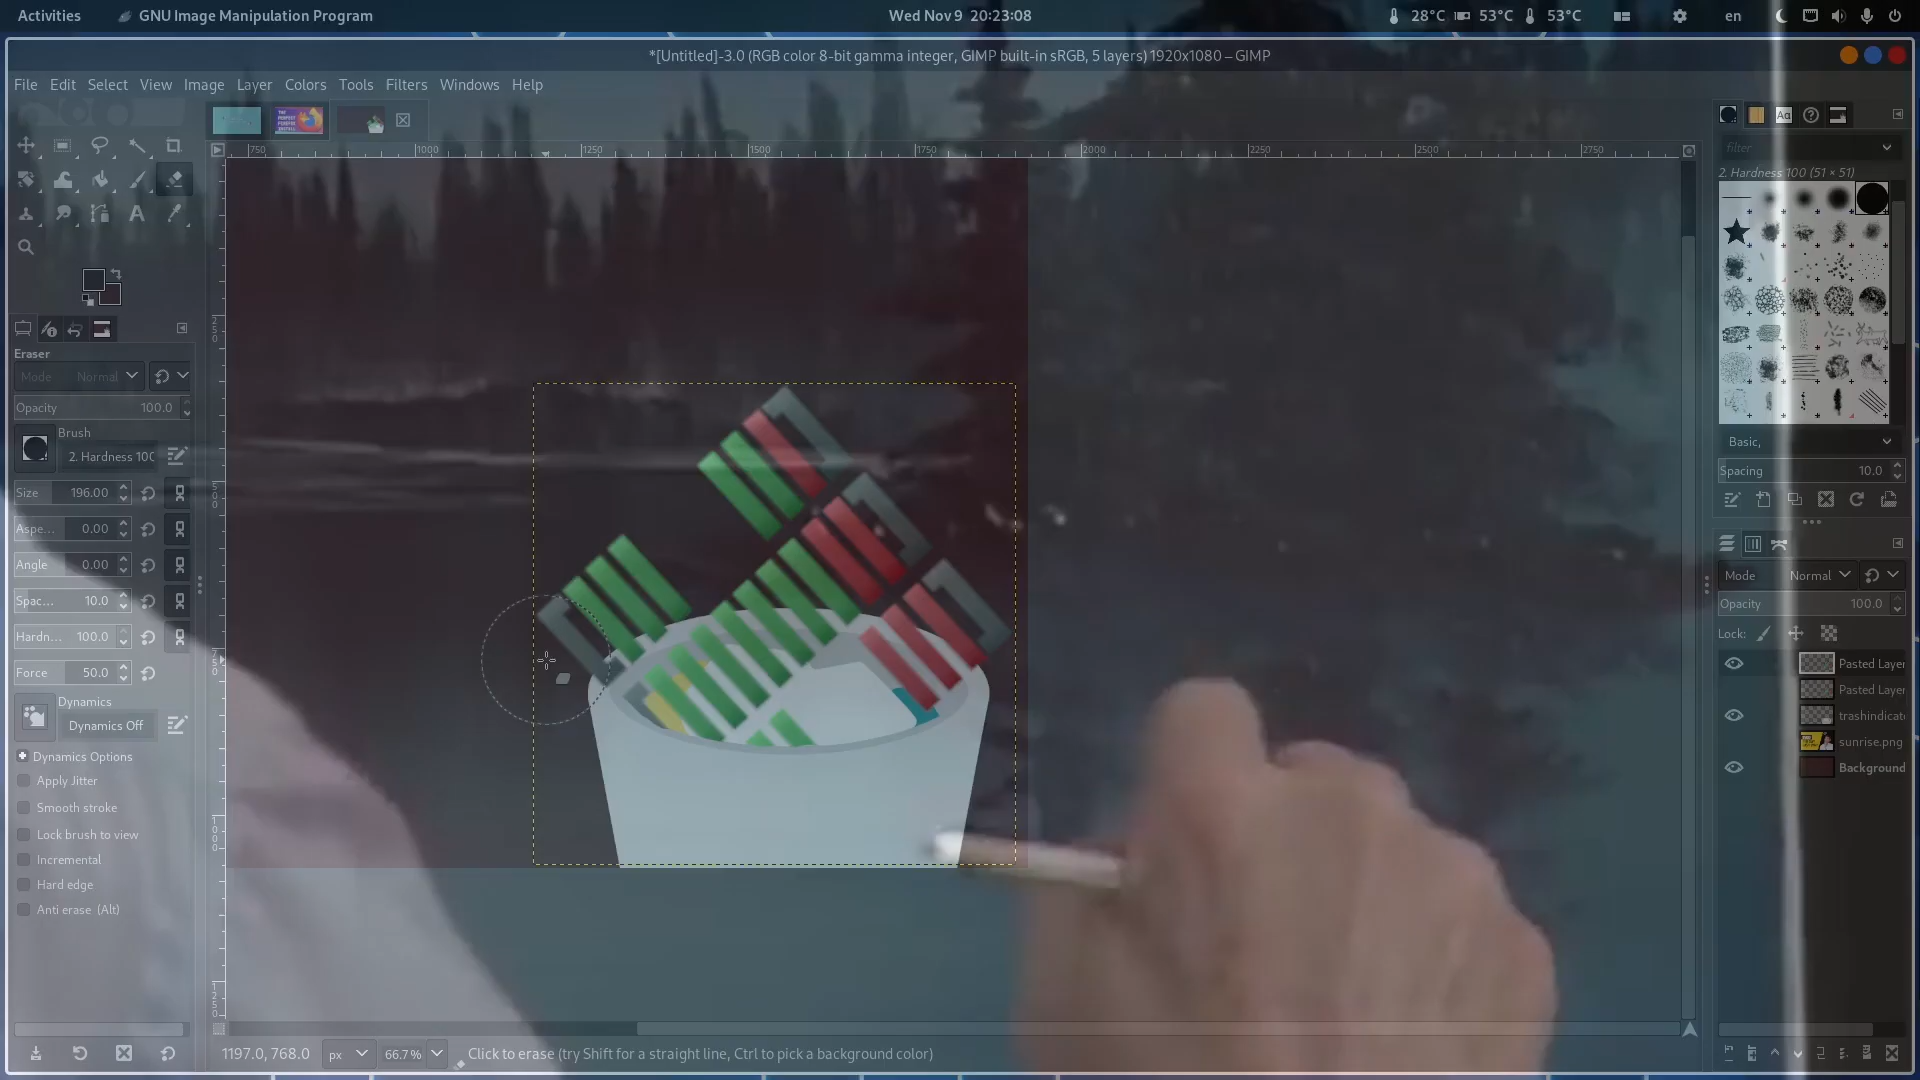 Activities GNU Image Manipulation Program Wed Nov 9 20:23:08 28°C 53°C 53°C en
*[Untitled]-3.0 (RGB color 8-bit gamma integer, GIMP built-in sRGB, 5 layers) 1920x1080 – GIMP
File Edit Select View Image Layer Colors Tools Filters Windows Help
Aa
750 1000 1250 1500 1750 2000 2250 2500 2750
filter
2. Hardness 100 (51 × 51)
250
500
750
1000
1250
Eraser
Mode Normal
Opacity 100.0
Brush
2. Hardness 100
Size 196.00
Aspe... 0.00
Angle 0.00
Spac... 10.0
Hardn... 100.0
Force 50.0
Dynamics
Dynamics Off
Dynamics Options
Apply Jitter
Smooth stroke
Lock brush to view
Incremental
Hard edge
Anti erase (Alt)
Basic,
Spacing 10.0
Mode Normal
Opacity 100.0
Lock:
Pasted Layer
Pasted Layer
trashindicat
sunrise.png
Background
1197.0, 768.0 px 66.7% Click to erase (try Shift for a straight line, Ctrl to pick a background color)